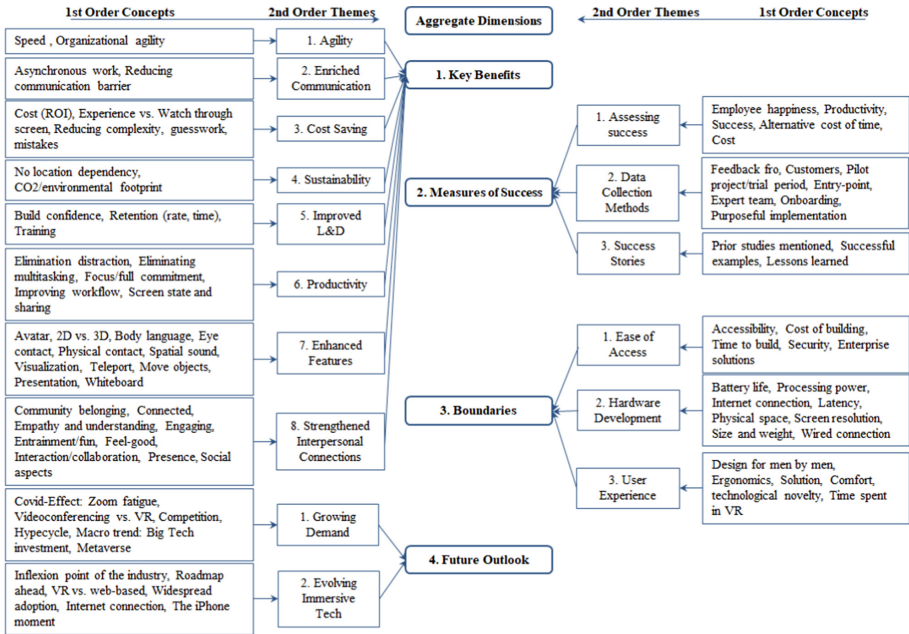 1st Order Concepts
2nd Order Themes
Speed , Organizational agility
1. Agility
Asynchronous work, Reducing
communication barrier
2. Enriched
Communication
Cost (ROI), Experience vs. Watch through
screen, Reducing complexity, guesswork,
mistakes
3. Cost Saving
No location dependency,
CO2/environmental footprint
4. Sustainability
Build confidence, Retention (rate, time),
Training
5. Improved
L&D
Elimination distraction, Eliminating
multitasking, Focus/full commitment,
Improving workflow, Screen state and
sharing
6. Productivity
Avatar, 2D vs. 3D, Body language, Eye
contact, Physical contact, Spatial sound,
Visualization, Teleport, Move objects,
Presentation, Whiteboard
7. Enhanced
Features
Community belonging, Connected,
Empathy and understanding, Engaging,
Entrainment/fun, Feel-good,
Interaction/collaboration, Presence, Social
aspects
8. Strengthened
Interpersonal
Connections
Covid-Effect: Zoom fatigue,
Videoconferencing vs. VR, Competition,
Hypecycle, Macro trend: Big Tech
investment, Metaverse
1. Growing
Demand
Inflexion point of the industry, Roadmap
ahead, VR vs. web-based, Widespread
adoption, Internet connection, The iPhone
moment
2. Evolving
Immersive
Tech
Aggregate Dimensions
1. Key Benefits
2. Measures of Success
3. Boundaries
4. Future Outlook
2nd Order Themes
1st Order Concepts
1. Assessing
success
Employee happiness, Productivity,
Success, Alternative cost of time,
Cost
2. Data
Collection
Methods
Feedback fro, Customers, Pilot
project/trial period, Entry-point,
Expert team, Onboarding,
Purposeful implementation
3. Success
Stories
Prior studies mentioned, Successful
examples, Lessons learned
1. Ease of
Access
Accessibility, Cost of building,
Time to build, Security, Enterprise
solutions
2. Hardware
Development
Battery life, Processing power,
Internet connection, Latency,
Physical space, Screen resolution,
Size and weight, Wired connection
3. User
Experience
Design for men by men,
Ergonomics, Solution, Comfort,
technological novelty, Time spent
in VR